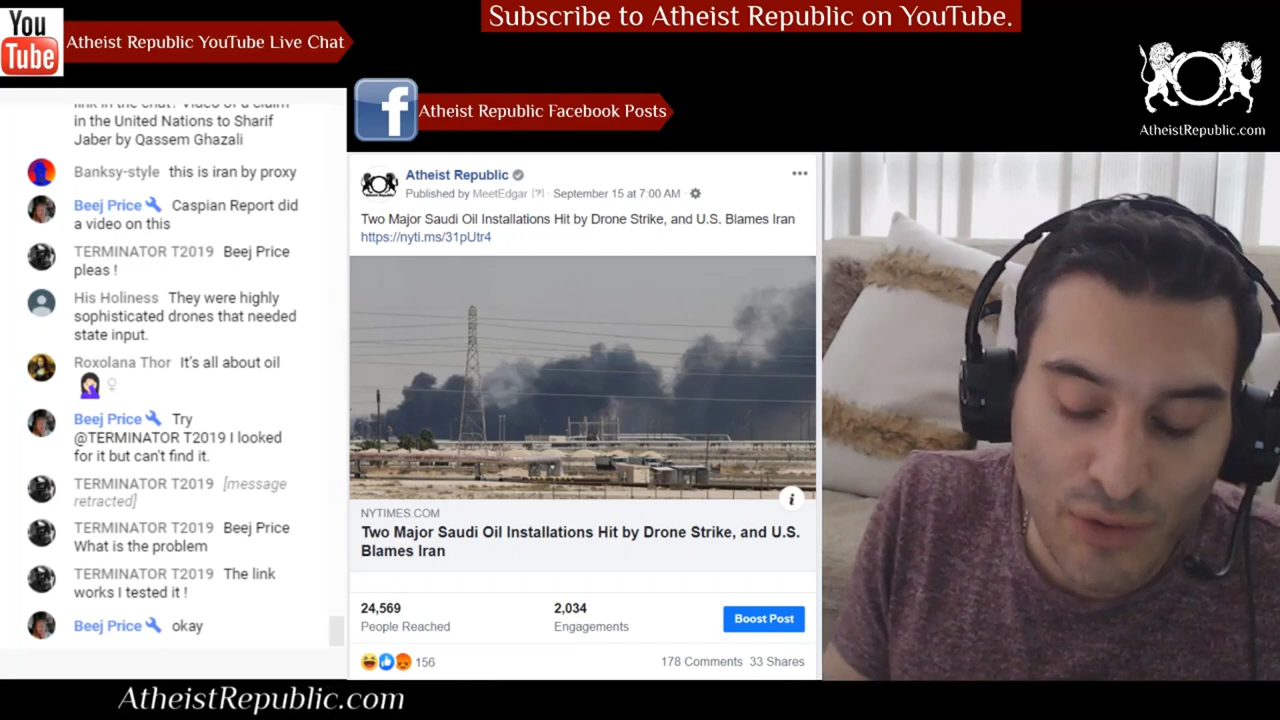 You
Tube
Atheist Republic YouTube Live Chat
Subscribe to Atheist Republic on YouTube.
AtheistRepublic.com
f
Atheist Republic Facebook Posts
link in the chat? Video of a claim
in the United Nations to Sharif
Jaber by Qassem Ghazali
Banksy-style this is iran by proxy
Beej Price Caspian Report did
a video on this
TERMINATOR T2019 Beej Price
pleas !
His Holiness They were highly
sophisticated drones that needed
state input.
Roxolana Thor It's all about oil
🤦🏻‍♀
Beej Price Try
@TERMINATOR T2019 I looked
for it but can't find it.
TERMINATOR T2019 [message
retracted]
TERMINATOR T2019 Beej Price
What is the problem
TERMINATOR T2019 The link
works I tested it !
Beej Price okay
Atheist Republic
Published by MeetEdgar [?] · September 15 at 7:00 AM ·
Two Major Saudi Oil Installations Hit by Drone Strike, and U.S. Blames Iran
https://nyti.ms/31pUtr4
i
NYTIMES.COM
Two Major Saudi Oil Installations Hit by Drone Strike, and U.S.
Blames Iran
24,569
People Reached
2,034
Engagements
Boost Post
156
178 Comments 33 Shares
AtheistRepublic.com